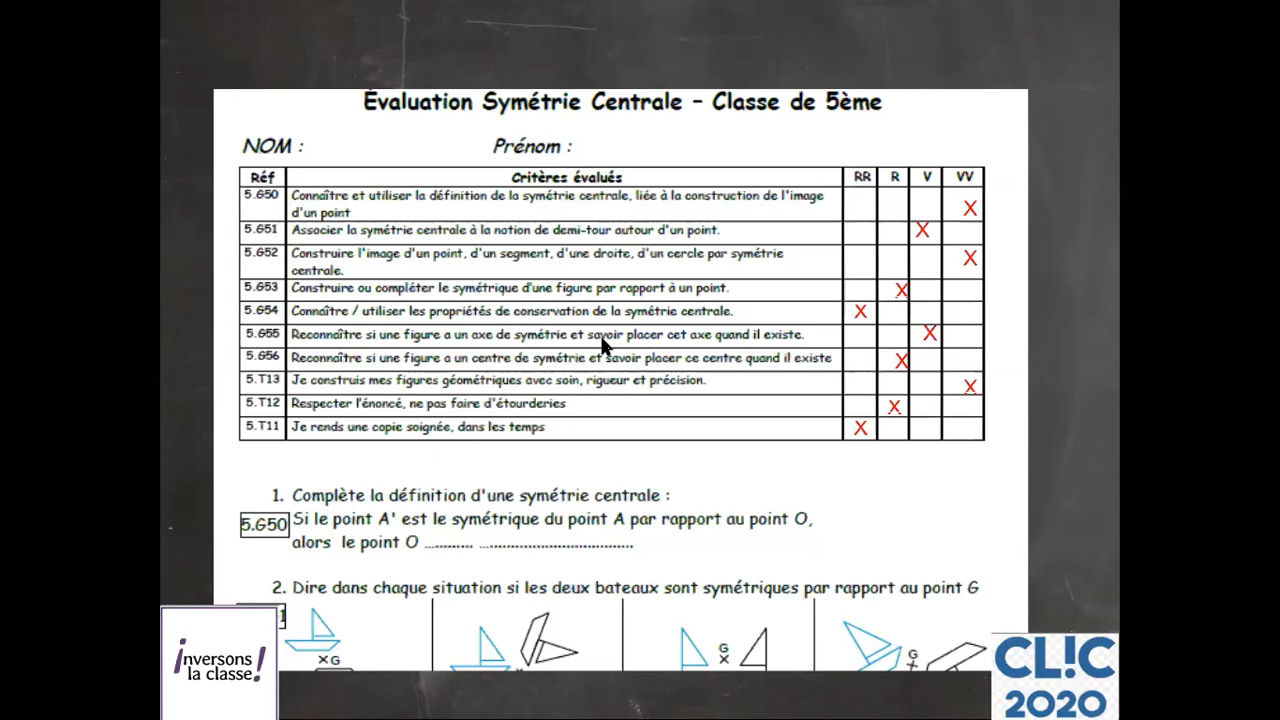 Évaluation Symétrie Centrale – Classe de 5ème
NOM : Prénom :
Réf Critères évalués RR R V VV
5.G50 Connaître et utiliser la définition de la symétrie centrale, liée à la construction de l'image
d'un point X
5.G51 Associer la symétrie centrale à la notion de demi-tour autour d'un point. X
5.G52 Construire l'image d'un point, d'un segment, d'une droite, d'un cercle par symétrie
centrale. X
5.G53 Construire ou compléter le symétrique d'une figure par rapport à un point. X
5.G54 Connaître / utiliser les propriétés de conservation de la symétrie centrale. X
5.G55 Reconnaître si une figure a un axe de symétrie et savoir placer cet axe quand il existe. X
5.G56 Reconnaître si une figure a un centre de symétrie et savoir placer ce centre quand il existe X
5.T13 Je construis mes figures géométriques avec soin, rigueur et précision. X
5.T12 Respecter l'énoncé, ne pas faire d'étourderies X
5.T11 Je rends une copie soignée, dans les temps X
1. Complète la définition d'une symétrie centrale :
5.G50 Si le point A' est le symétrique du point A par rapport au point O,
alors le point O ........... ...................................
2. Dire dans chaque situation si les deux bateaux sont symétriques par rapport au point G
1
G
G
G
¡nversons
la classe!
CL!C
2020